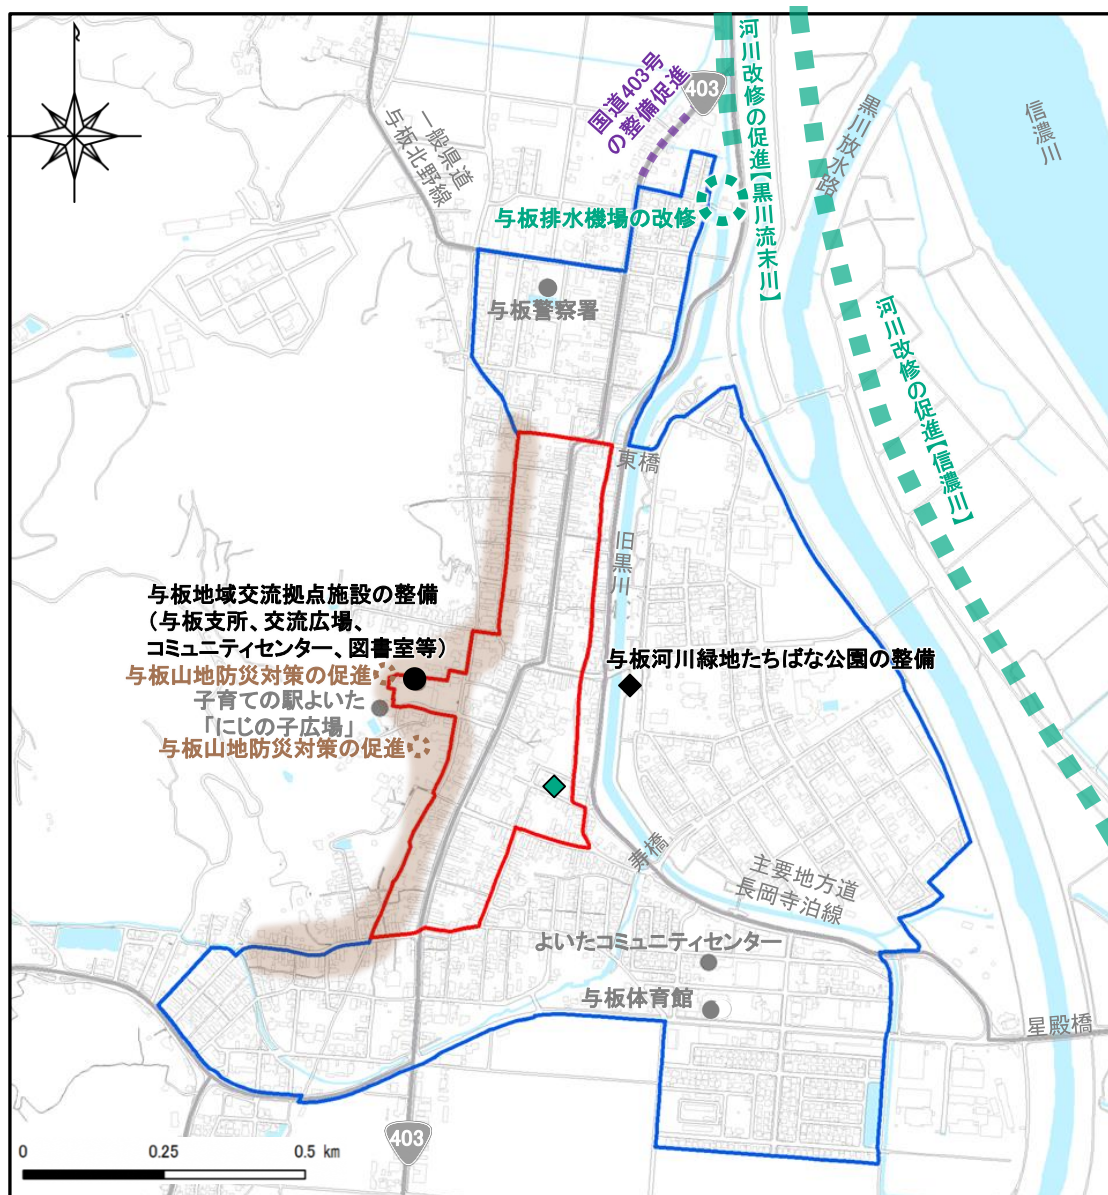 国道403号
の整備促進
403
河川改修の促進【黒川流末川】
黒川放水路
信濃川
一般県道
与板北野線
与板排水機場の改修
与板警察署
河川改修の促進【信濃川】
東橋
旧黒川
与板地域交流拠点施設の整備
（与板支所、交流広場、
コミュニティセンター、図書室等）
与板山地防災対策の促進
子育ての駅よいた
「にじの子広場」
与板山地防災対策の促進
与板河川緑地たちばな公園の整備
寿橋
主要地方道
長岡寺泊線
よいたコミュニティセンター
与板体育館
星殿橋
403
0 0.25 0.5 km